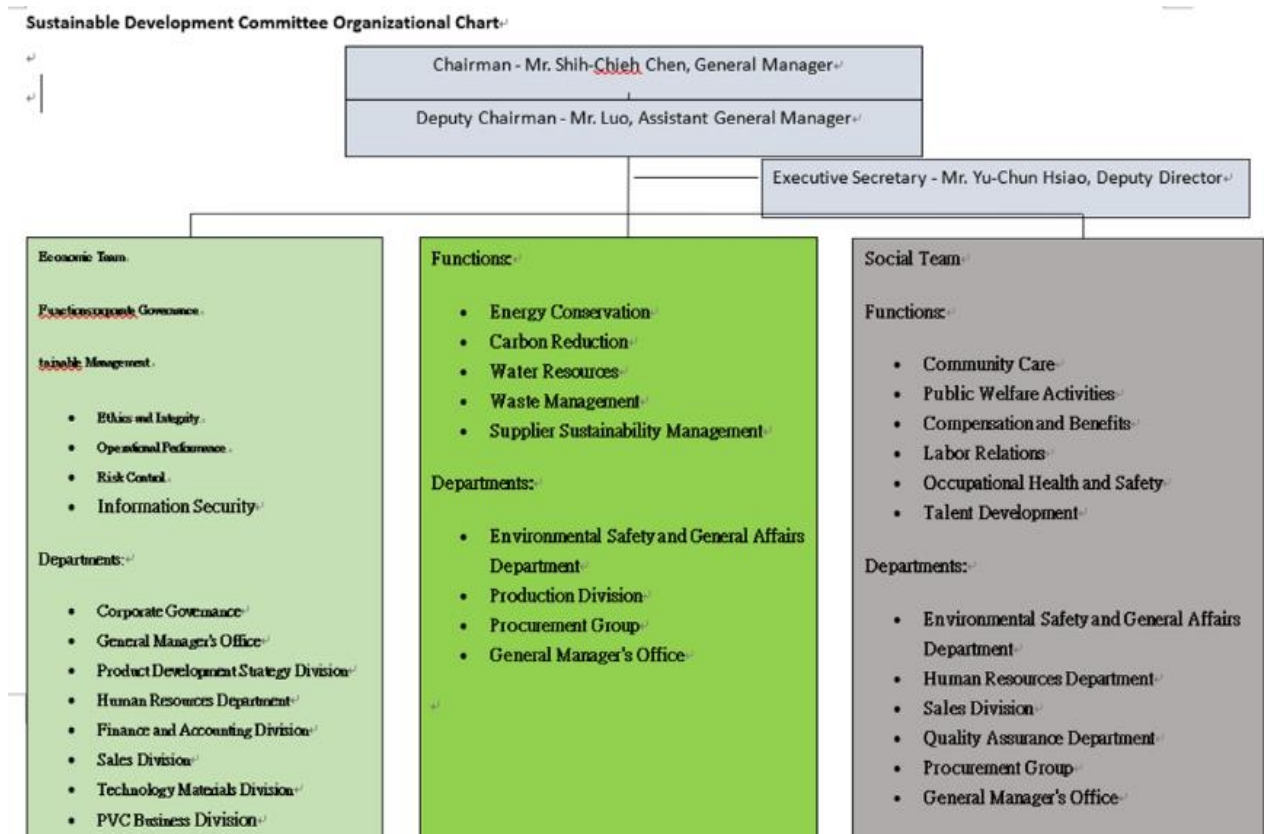 Sustainable Development Committee Organizational Chart
Chairman - Mr. Shih-Chieh Chen, General Manager
Deputy Chairman - Mr. Luo, Assistant General Manager
Executive Secretary - Mr. Yu-Chun Hsiao, Deputy Director
Economic Team
Governance
tainable Management
• Ethics and Integrity
• Operational Performance
• Risk Control
• Information Security
Departments:
• Corporate Governance
• General Manager's Office
• Product Development Strategy Division
• Human Resources Department
• Finance and Accounting Division
• Sales Division
• Technology Materials Division
• PVC Business Division
Functions:
• Energy Conservation
• Carbon Reduction
• Water Resources
• Waste Management
• Supplier Sustainability Management
Departments:
• Environmental Safety and General Affairs
Department
• Production Division
• Procurement Group
• General Manager's Office
Social Team
Functions:
• Community Care
• Public Welfare Activities
• Compensation and Benefits
• Labor Relations
• Occupational Health and Safety
• Talent Development
Departments:
• Environmental Safety and General Affairs
Department
• Human Resources Department
• Sales Division
• Quality Assurance Department
• Procurement Group
• General Manager's Office